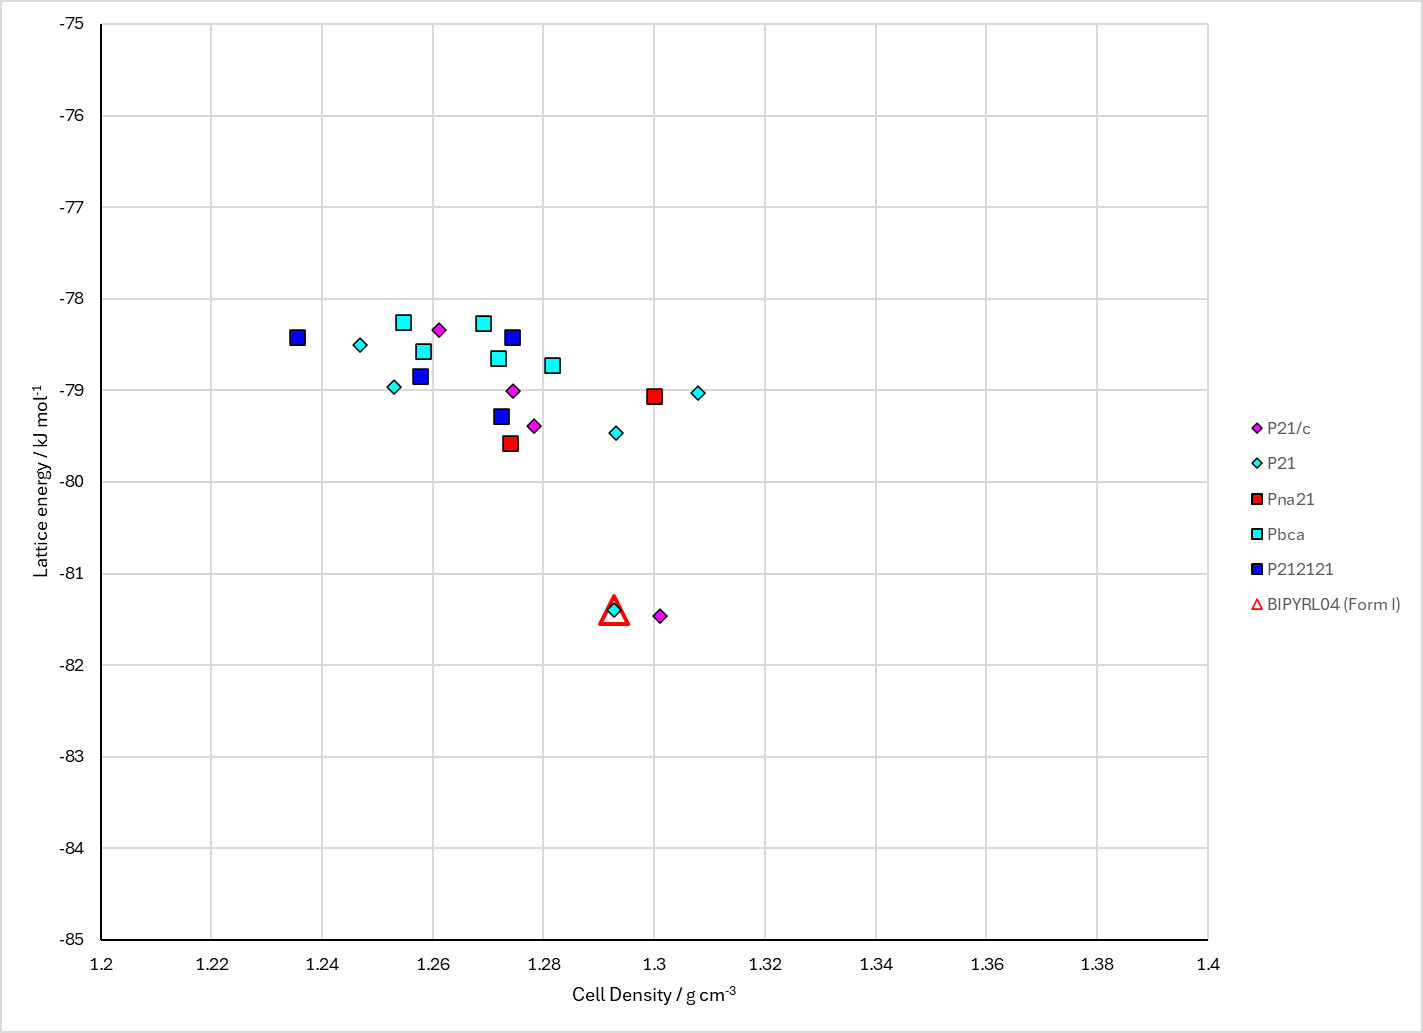 -75
-76
-77
-78
-79
-80
-81
-82
-83
-84
-85
Lattice energy / kJ mol⁻¹
1.2 1.22 1.24 1.26 1.28 1.3 1.32 1.34 1.36 1.38 1.4
Cell Density / g cm⁻³
P21/c
P21
Pna21
Pbca
P212121
BIPYRL04 (Form I)